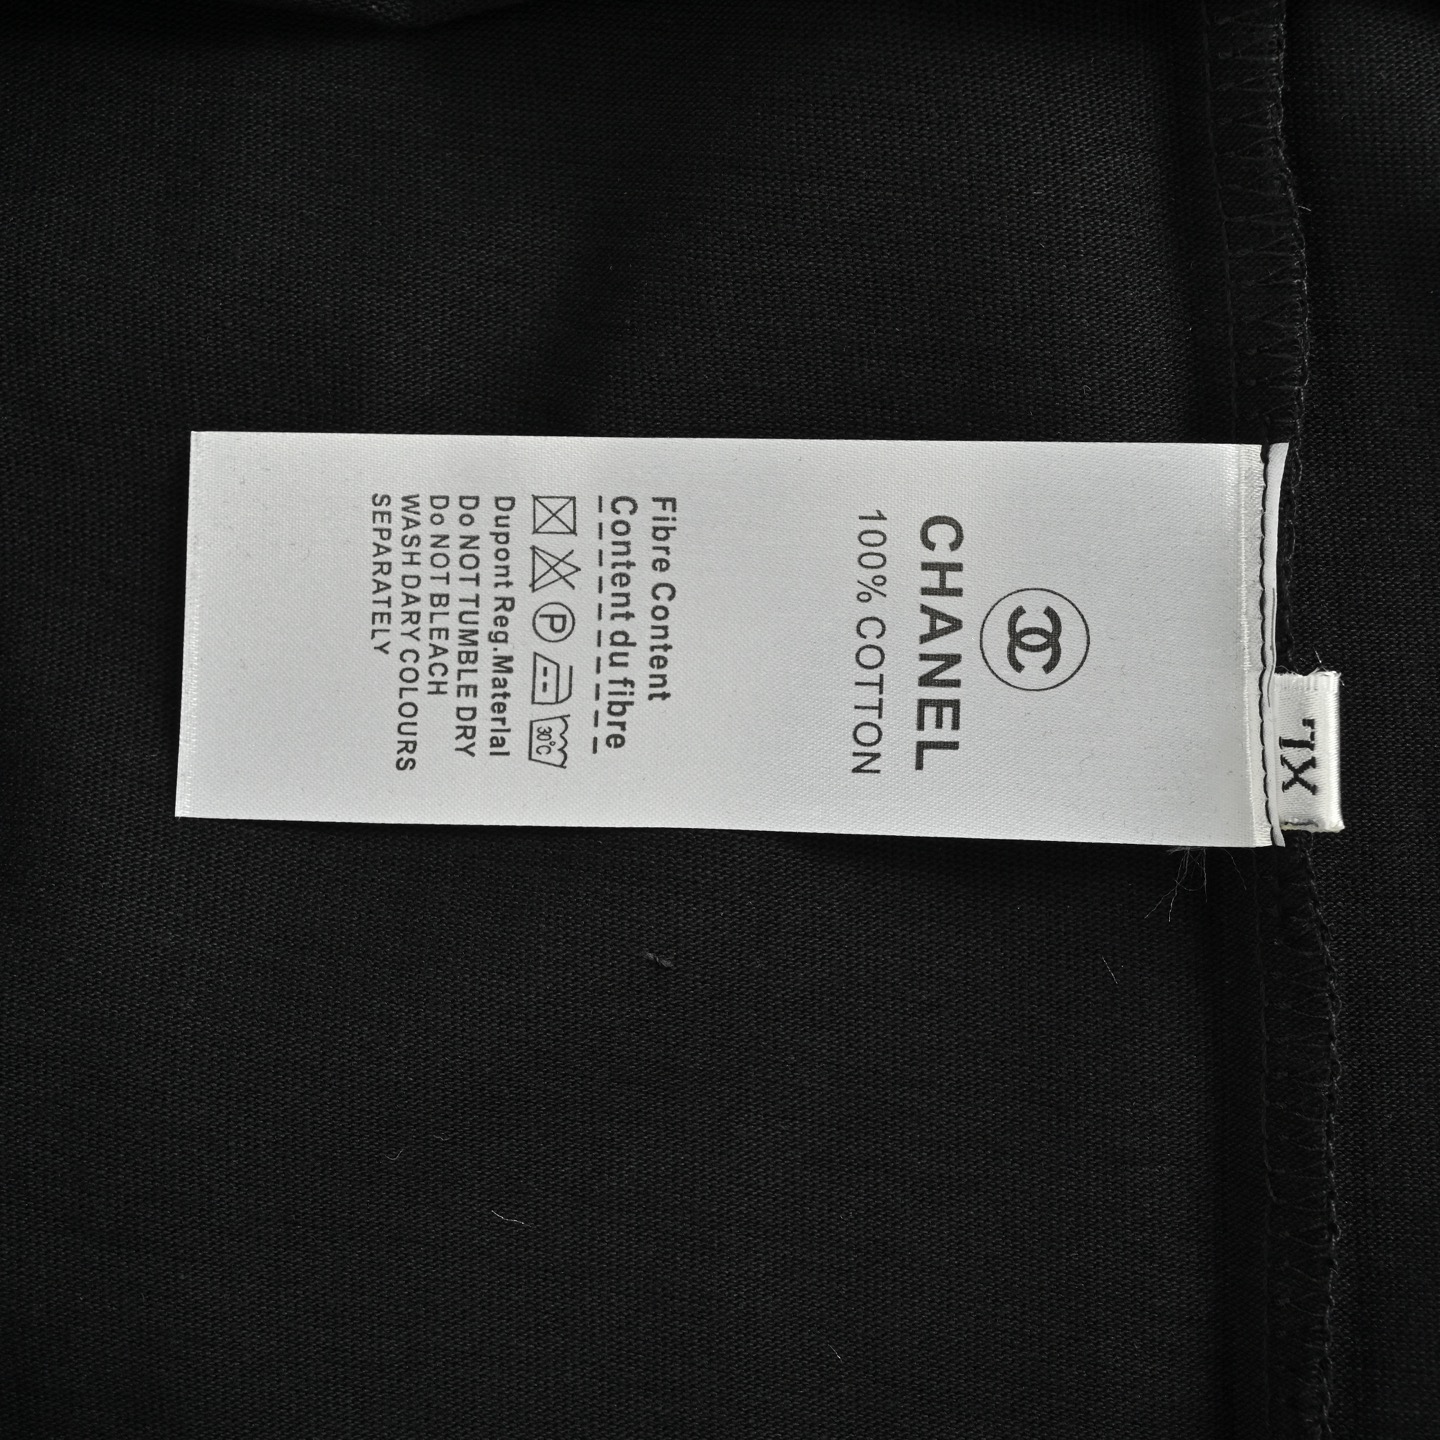 XL
CHANEL
100% COTTON
Fibre Content
Content du fibre
30°C
P
Dupont Reg.Materlal
Do NOT TUMBLE DRY
Do NOT BLEACH
WASH DARY COLOURS
SEPARATELY